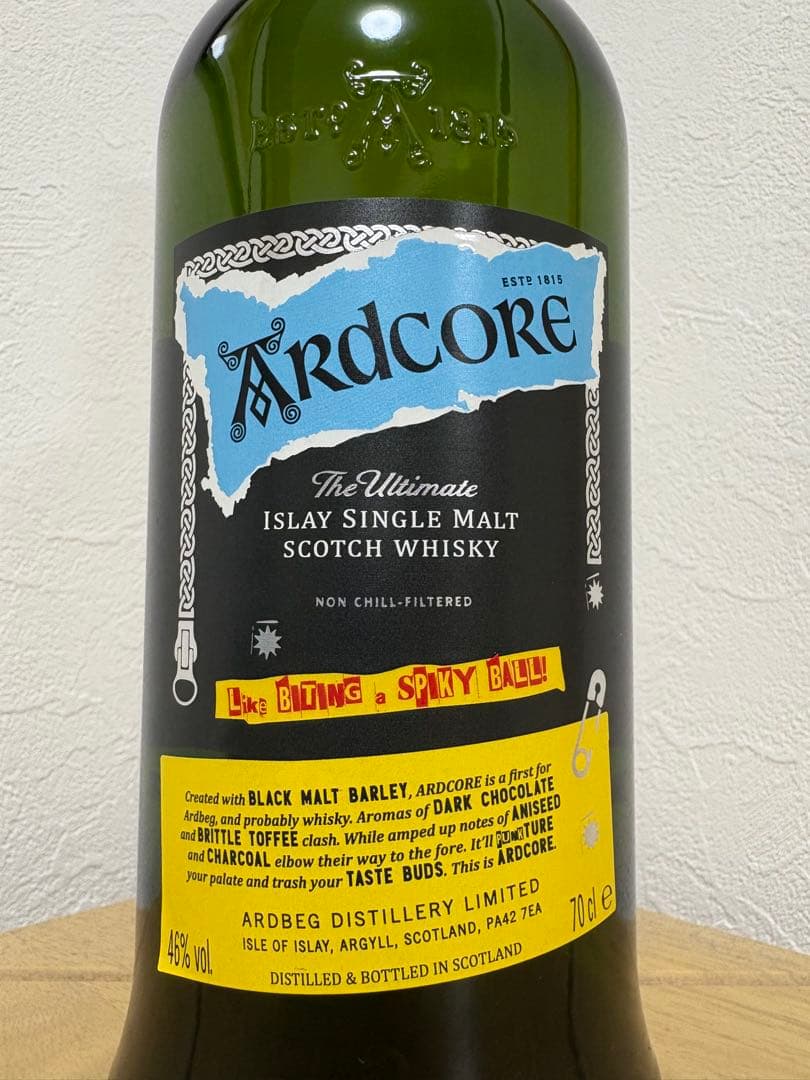 ESTD 1815
ESTD 1815
ARDCORE
The Ultimate
ISLAY SINGLE MALT
SCOTCH WHISKY
NON CHILL-FILTERED
Like BITING a SPIKY BALL!
Created with BLACK MALT BARLEY, ARDCORE is a first for
Ardbeg, and probably whisky. Aromas of DARK CHOCOLATE
and BRITTLE TOFFEE clash. While amped up notes of ANISEED
and CHARCOAL elbow their way to the fore. It'll PUNKTURE
your palate and trash your TASTE BUDS. This is ARDCORE.
ARDBEG DISTILLERY LIMITED
ISLE OF ISLAY, ARGYLL, SCOTLAND, PA42 7EA
46% vol.
70 cl e
DISTILLED & BOTTLED IN SCOTLAND